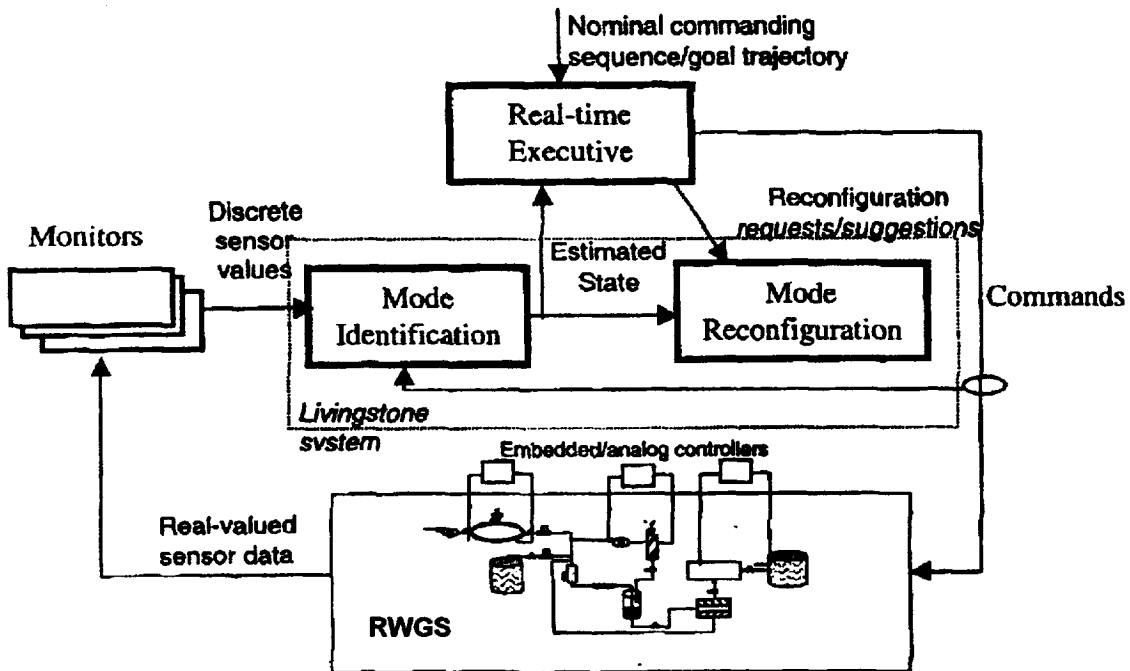 Nominal commanding
sequence/goal trajectory
Real-time
Executive
Reconfiguration
requests/suggestions
Discrete
sensor
values
Monitors
Estimated
State
Mode
Identification
Mode
Reconfiguration
Commands
Livingstone
system
Embedded/analog controllers
Real-valued
sensor data
RWGS